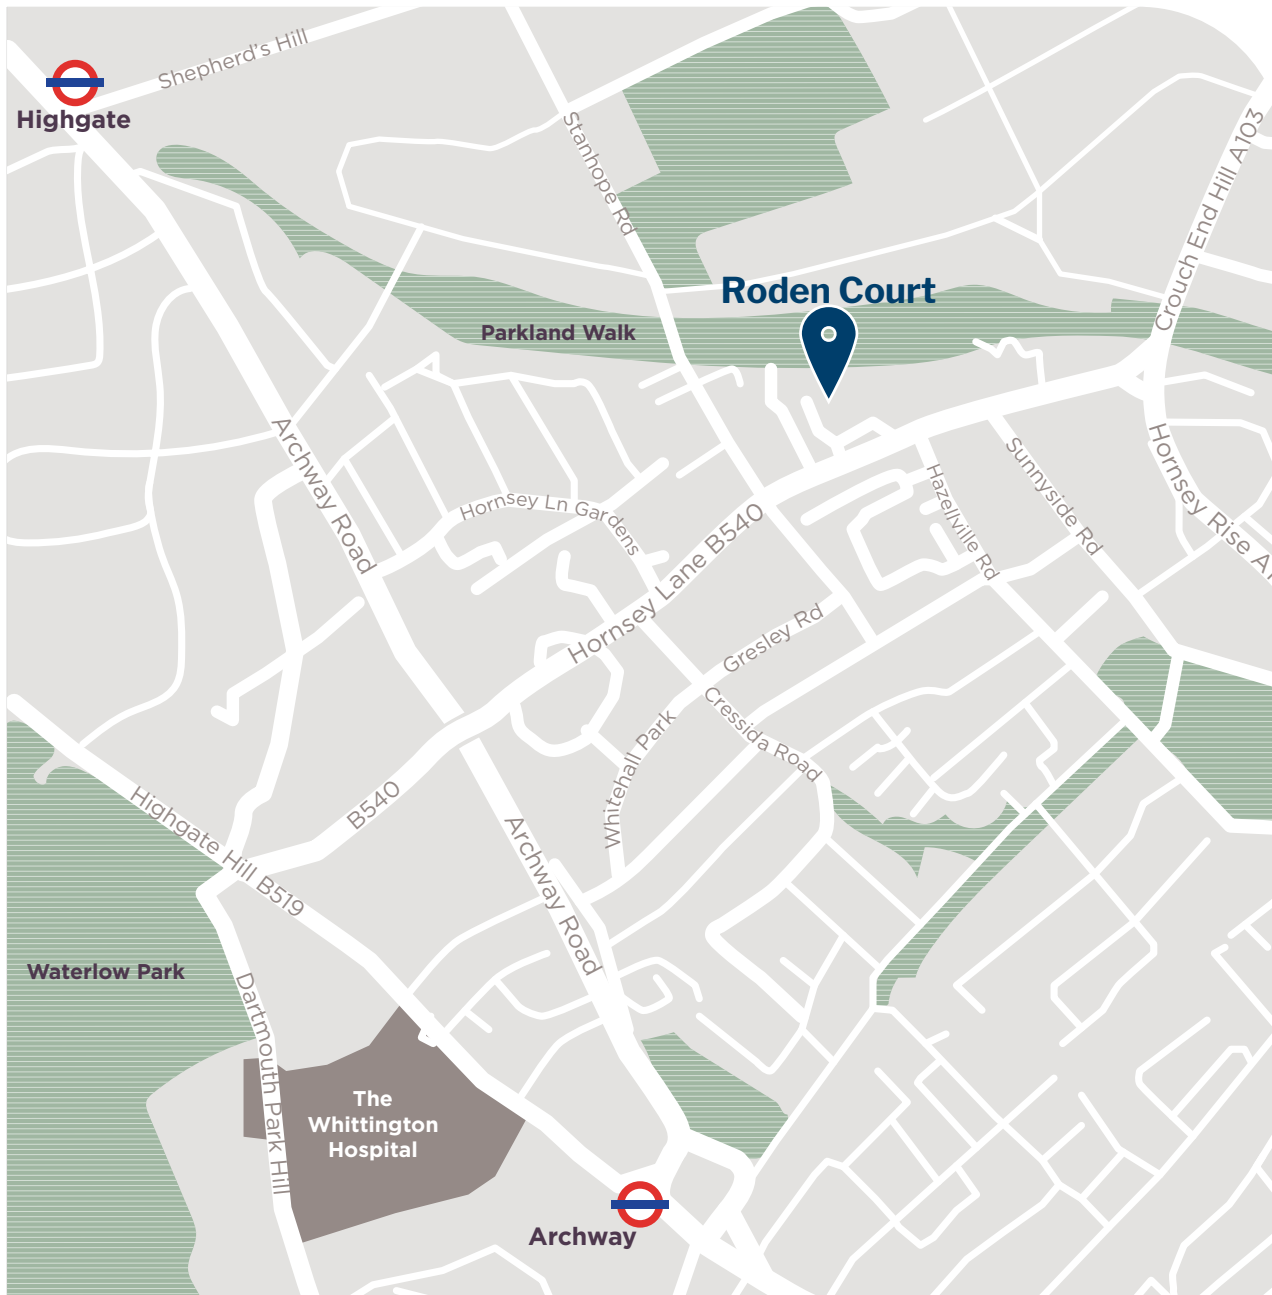 Shepherd's Hill
Highgate
Stanhope Rd
Crouch End Hill A103
Roden Court
Parkland Walk
Archway Road
Hornsey Ln Gardens
Hornsey Lane B540
Hazellville Rd
Sunnyside Rd
Hornsey Rise A1
Gresley Rd
Cressida Road
Whitehall Park
B540
Highgate Hill B519
Archway Road
Waterlow Park
Dartmouth Park Hill
The
Whittington
Hospital
Archway